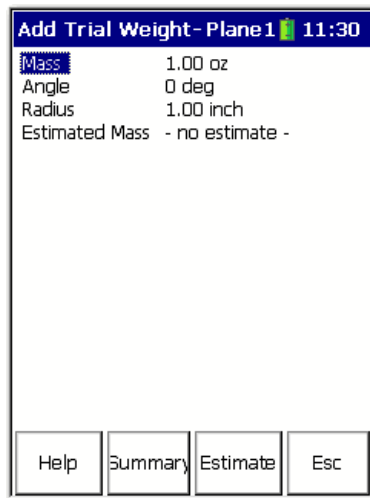 Add Trial Weight-Plane1 11:30
Mass 1.00 oz
Angle 0 deg
Radius 1.00 inch
Estimated Mass - no estimate -
Help Summary Estimate Esc